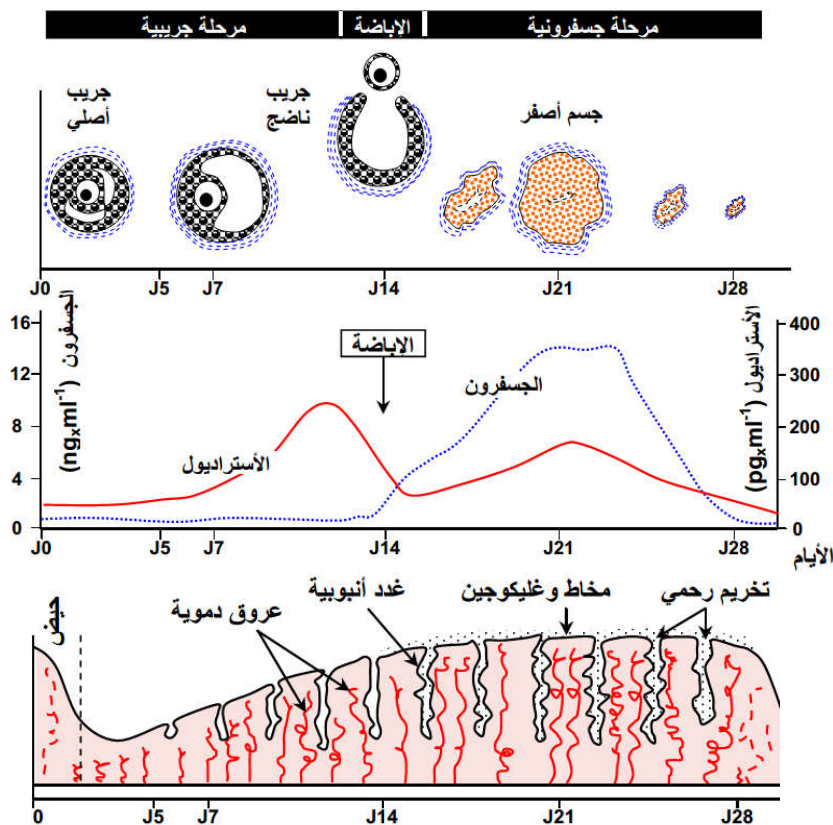 مرحلة جريبية
الإباضة
مرحلة جسفرونية
جريب
أصلي
جريب
ناضج
جسم أصفر
J0 J5 J7 J14 J21 J28
الجسفرون (ng×ml⁻¹)
16
12
8
4
0
الإباضة
الجسفرون
الأستراديول
الأستراديول (pg×ml⁻¹)
400
300
200
100
0
J0 J5 J7 J14 J21 J28
الأيام
حيض
عروق دموية
غدد أنبوبية
مخاط وغليكوجين
تخريم رحمي
0 J5 J7 J14 J21 J28